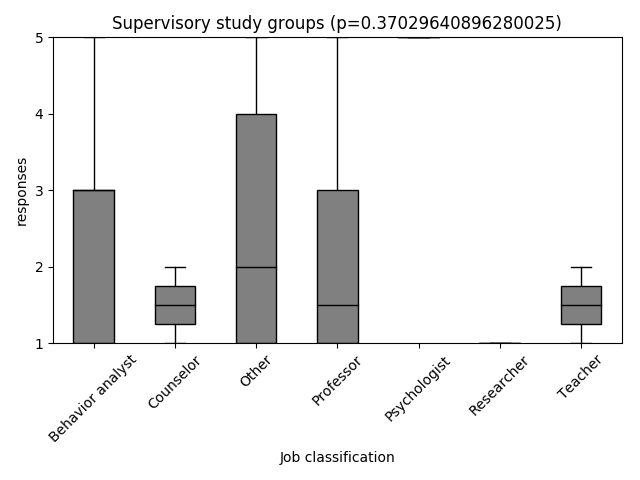 Supervisory study groups (p=0.37029640896280025)
responses
5
4
3
2
1
Behavior analyst
Counselor
Other
Professor
Psychologist
Researcher
Teacher
Job classification